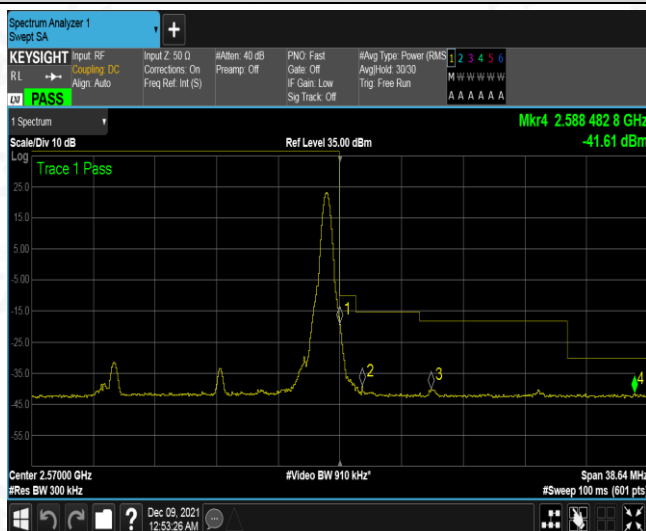 Spectrum Analyzer 1
Swept SA
+
KEYSIGHT
RL
LXI PASS
Input: RF
Coupling: DC
Align: Auto
Input Z: 50 Ω
Corrections: On
Freq Ref: Int (S)
#Atten: 40 dB
Preamp: Off
PNO: Fast
Gate: Off
IF Gain: Low
Sig Track: Off
#Avg Type: Power (RMS
Avg|Hold: 30/30
Trig: Free Run
1 2 3 4 5 6
M W W W W W
A A A A A A
1 Spectrum
Mkr4 2.588 482 8 GHz
Scale/Div 10 dB
Ref Level 35.00 dBm
-41.61 dBm
Log
Trace 1 Pass
25.0
15.0
5.00
-5.00
-15.0
-25.0
-35.0
-45.0
-55.0
1
2
3
4
Center 2.57000 GHz
#Video BW 910 kHz*
Span 38.64 MHz
#Res BW 300 kHz
#Sweep 100 ms (601 pts)
?
Dec 09, 2021
12:53:26 AM